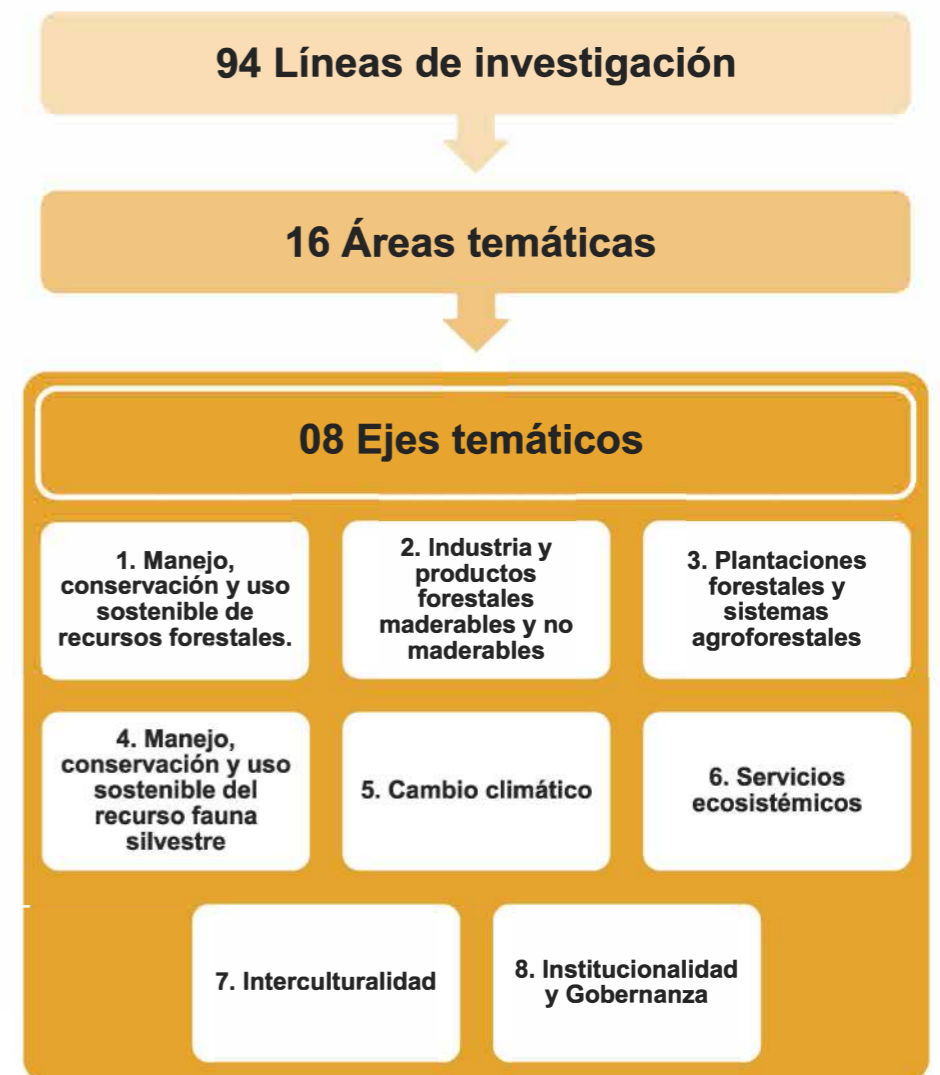 94 Líneas de investigación
16 Áreas temáticas
08 Ejes temáticos
1. Manejo,
conservación y uso
sostenible de
recursos forestales.
2. Industria y
productos
forestales
maderables y no
maderables
3. Plantaciones
forestales y
sistemas
agroforestales
4. Manejo,
conservación y uso
sostenible del
recurso fauna
silvestre
5. Cambio climático
6. Servicios
ecosistémicos
7. Interculturalidad
8. Institucionalidad
y Gobernanza